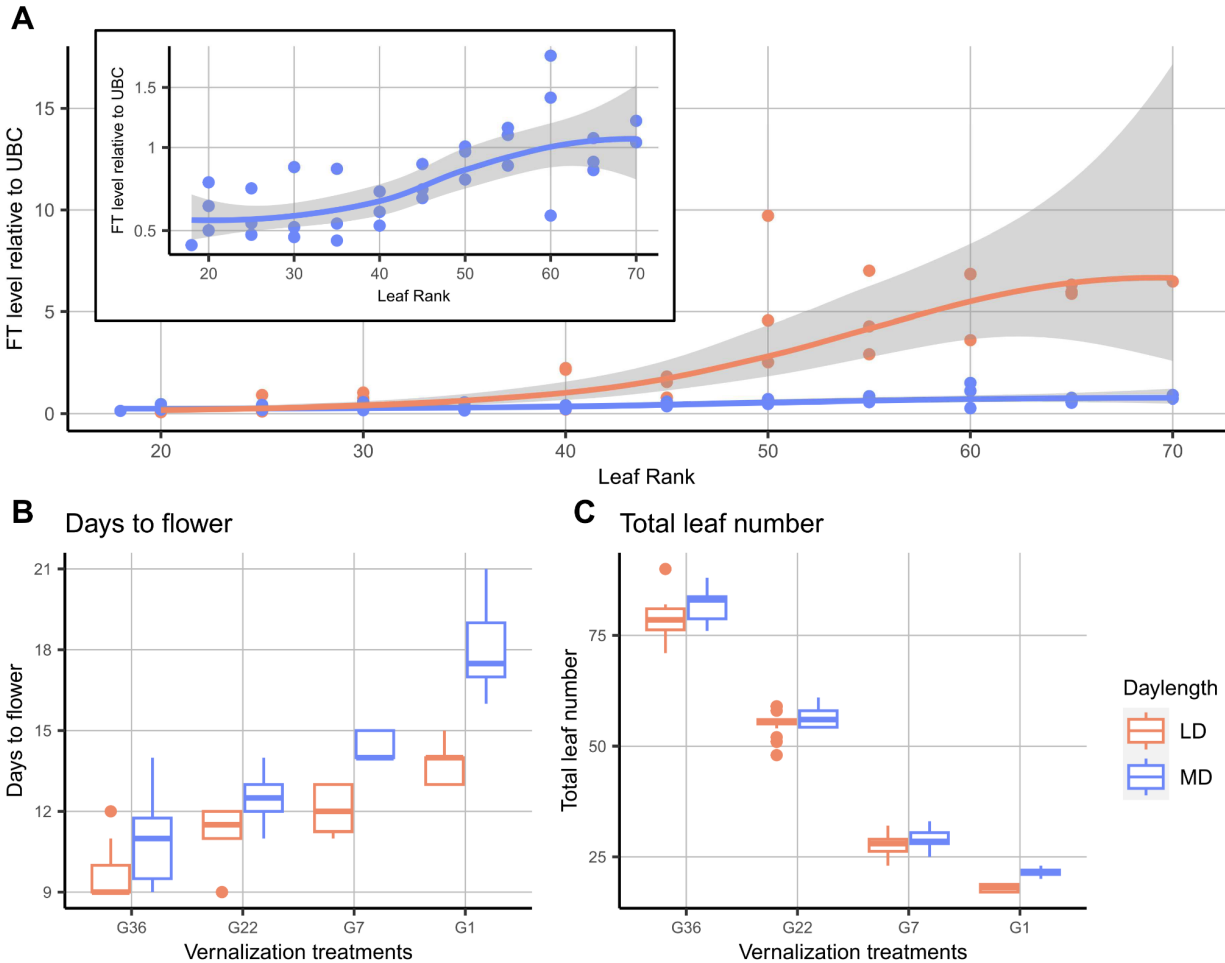 A
FT level relative to UBC
15
10
5
0
FT level relative to UBC
1.5
1
0.5
20 30 40 50 60 70
Leaf Rank
20 30 40 50 60 70
Leaf Rank
B Days to flower
Days to flower
21
18
15
12
9
G36 G22 G7 G1
Vernalization treatments
C Total leaf number
Total leaf number
75
50
25
G36 G22 G7 G1
Vernalization treatments
Daylength
LD
MD